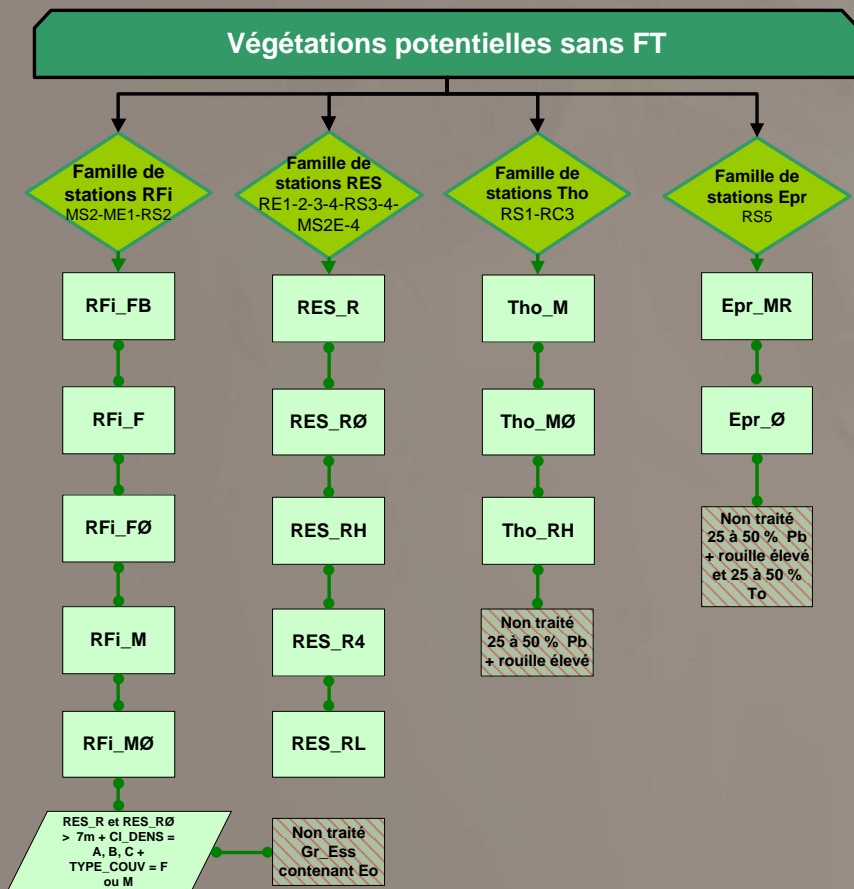 Végétations potentielles sans FT
Famille de
stations RFi
MS2-ME1-RS2
RFi_FB
RFi_F
RFi_FØ
RFi_M
RFi_MØ
RES_R et RES_RØ
> 7m + Cl_DENS =
A, B, C +
TYPE_COUV = F
ou M
Famille de
stations RES
RE1-2-3-4-RS3-4-
MS2E-4
RES_R
RES_RØ
RES_RH
RES_R4
RES_RL
Non traité
Gr_Ess
contenant Eo
Famille de
stations Tho
RS1-RC3
Tho_M
Tho_MØ
Tho_RH
Non traité
25 à 50 % Pb
+ rouille élevé
Famille de
stations Epr
RS5
Epr_MR
Epr_Ø
Non traité
25 à 50 % Pb
+ rouille élevé
et 25 à 50 %
To